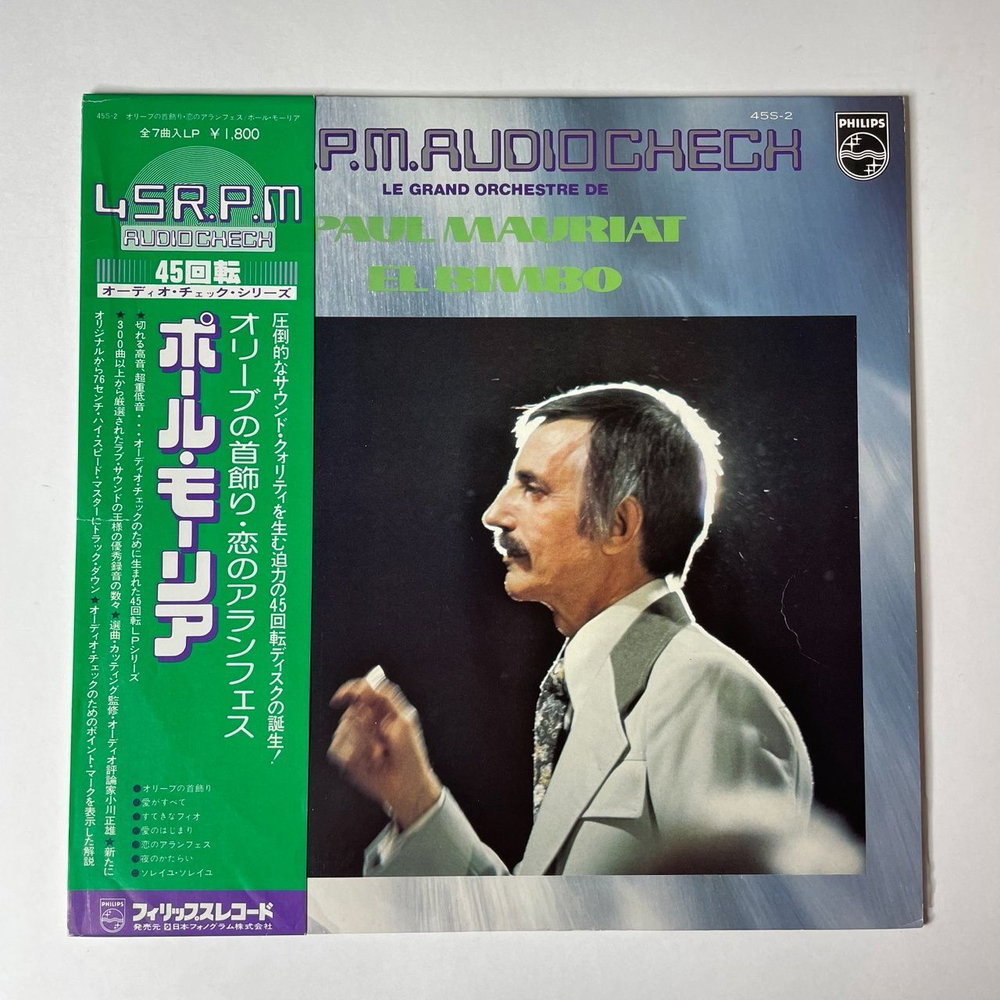 45S-2 オリーブの首飾り・恋のアランフェス/ポール・モーリア
全7曲入LP ¥1,800
45R.P.M
AUDIO CHECK
45回転
オーディオ・チェック・シリーズ
圧倒的なサウンド・クォリティを生む迫力の45回転ディスクの誕生!
オリーブの首飾り・恋のアランフェス
ポール・モーリア
★切れる高音、超重低音・・・オーディオ・チェックのために生まれた45回転LPシリーズ
★300曲以上から厳選されたラブ・サウンドの王様の優秀録音の数々★選曲・カッティング監修・オーディオ評論家小川正雄★新たに
オリジナルから76センチ・ハイ・スピード・マスターにトラック・ダウン★オーディオ・チェックのためのポイント・マークを表示した解説
●オリーブの首飾り
●愛がすべて
●すてきなフィオ
●愛のはじまり
●恋のアランフェス
●夜のかたらい
●ソレイユ・ソレイユ
PHILIPS
フィリップスレコード
発売元 日本フォノグラム株式会社
45S-2
PHILIPS
.P.M.AUDIO CHECK
LE GRAND ORCHESTRE DE
PAUL MAURIAT
EL BIMBO